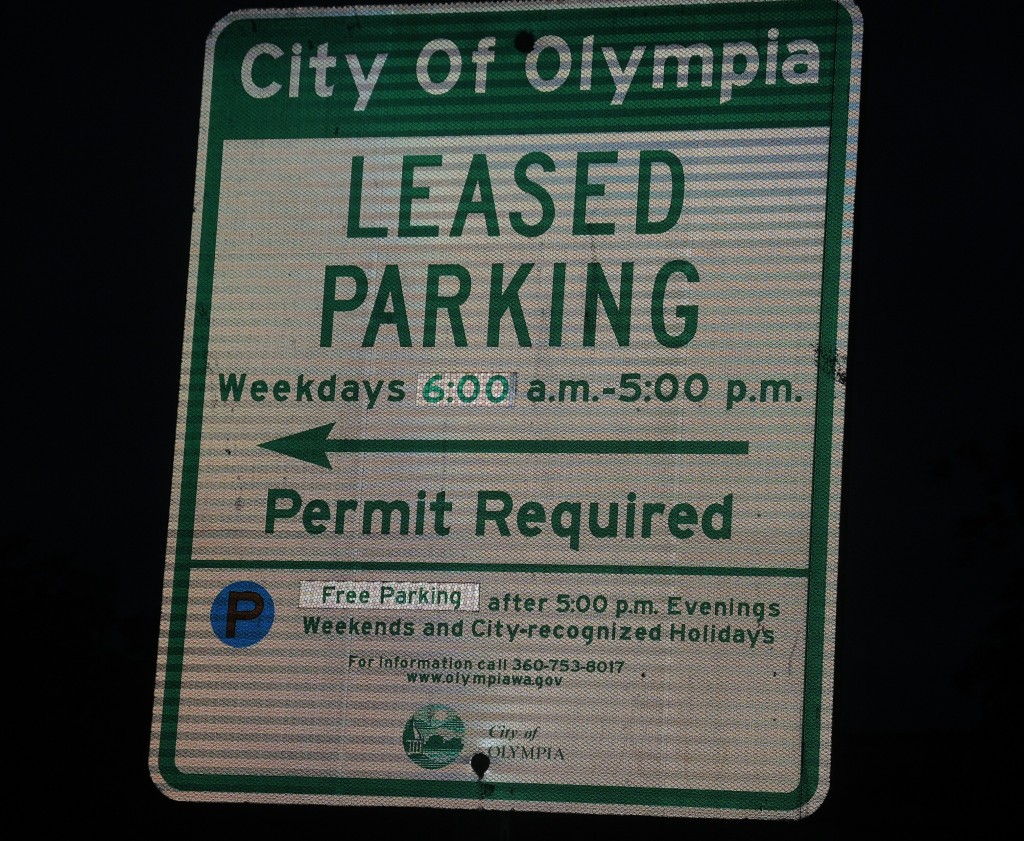 City Of Olympia
LEASED
PARKING
Weekdays 6:00 a.m.-5:00 p.m.
Permit Required
P
Free Parking after 5:00 p.m. Evenings
Weekends and City-recognized Holidays
For information call 360-753-8017
www.olympiawa.gov
City of
OLYMPIA